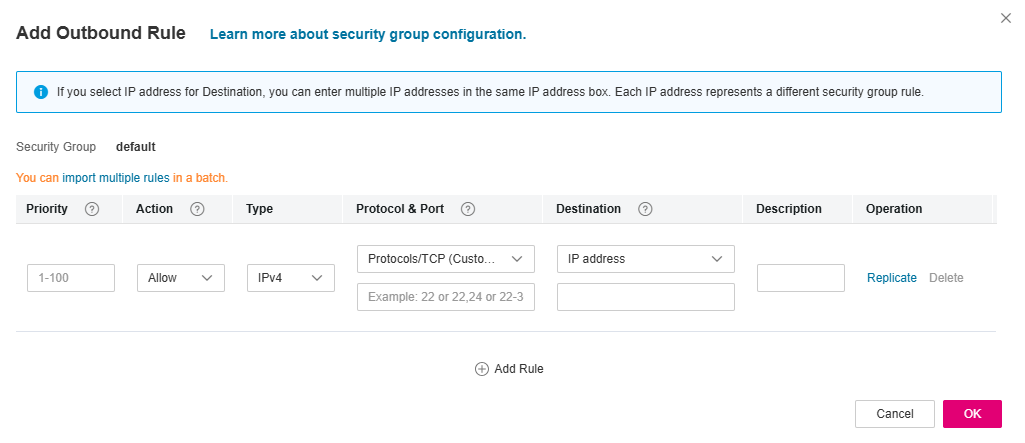 Add Outbound Rule Learn more about security group configuration.
If you select IP address for Destination, you can enter multiple IP addresses in the same IP address box. Each IP address represents a different security group rule.
Security Group default
You can import multiple rules in a batch.
Priority Action Type Protocol & Port Destination Description Operation
1-100 Allow IPv4 Protocols/TCP (Custo... IP address Replicate Delete
Example: 22 or 22,24 or 22-3
Add Rule
Cancel OK